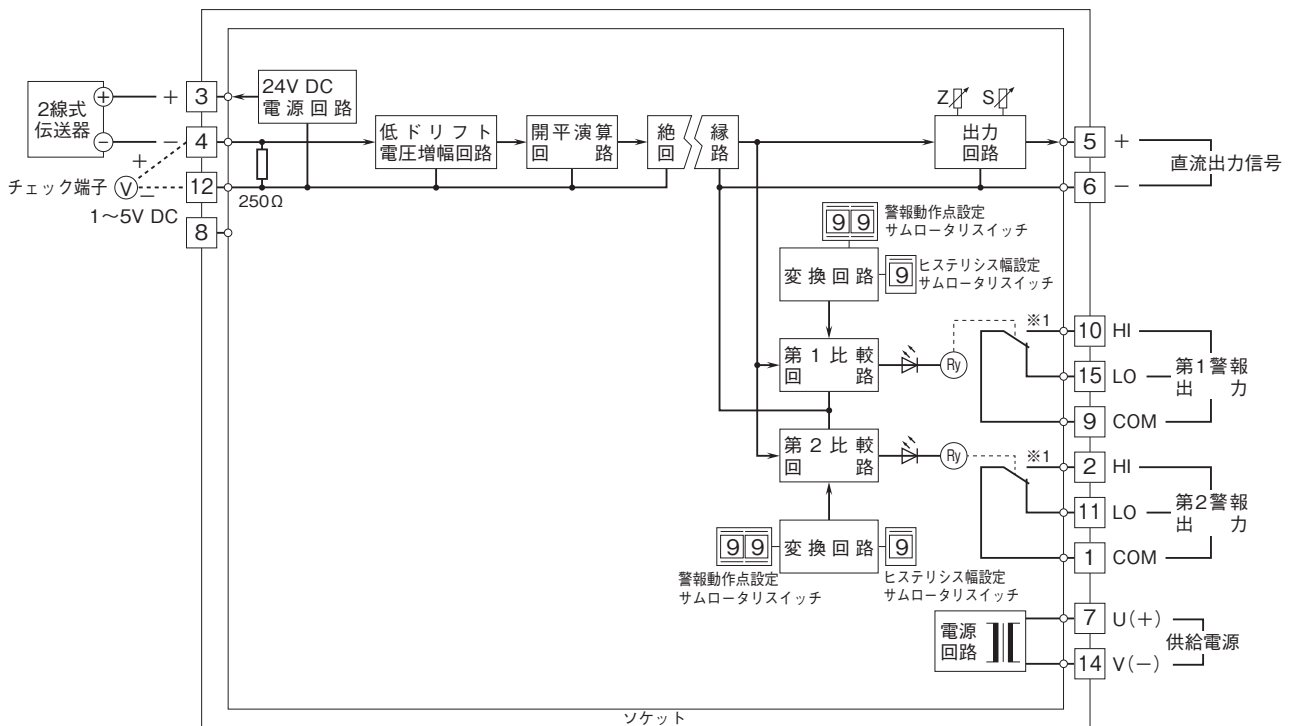 2線式
伝送器
+
−
+ 3
− 4
+
チェック端子 V
−
12
1～5V DC
8
24V DC
電源回路
250Ω
低ドリフト
電圧増幅回路
開平演算
回路
絶縁
回路
Z S
出力
回路
5 +
6 −
直流出力信号
99
警報動作点設定
サムロータリスイッチ
変換回路
9
ヒステリシス幅設定
サムロータリスイッチ
第1比較
回路
Ry
※1
10 HI
15 LO
9 COM
第1警報
出力
第2比較
回路
Ry
※1
2 HI
11 LO
1 COM
第2警報
出力
99
変換回路
9
警報動作点設定
サムロータリスイッチ
ヒステリシス幅設定
サムロータリスイッチ
電源
回路
7 U(+)
14 V(−)
供給電源
ソケット